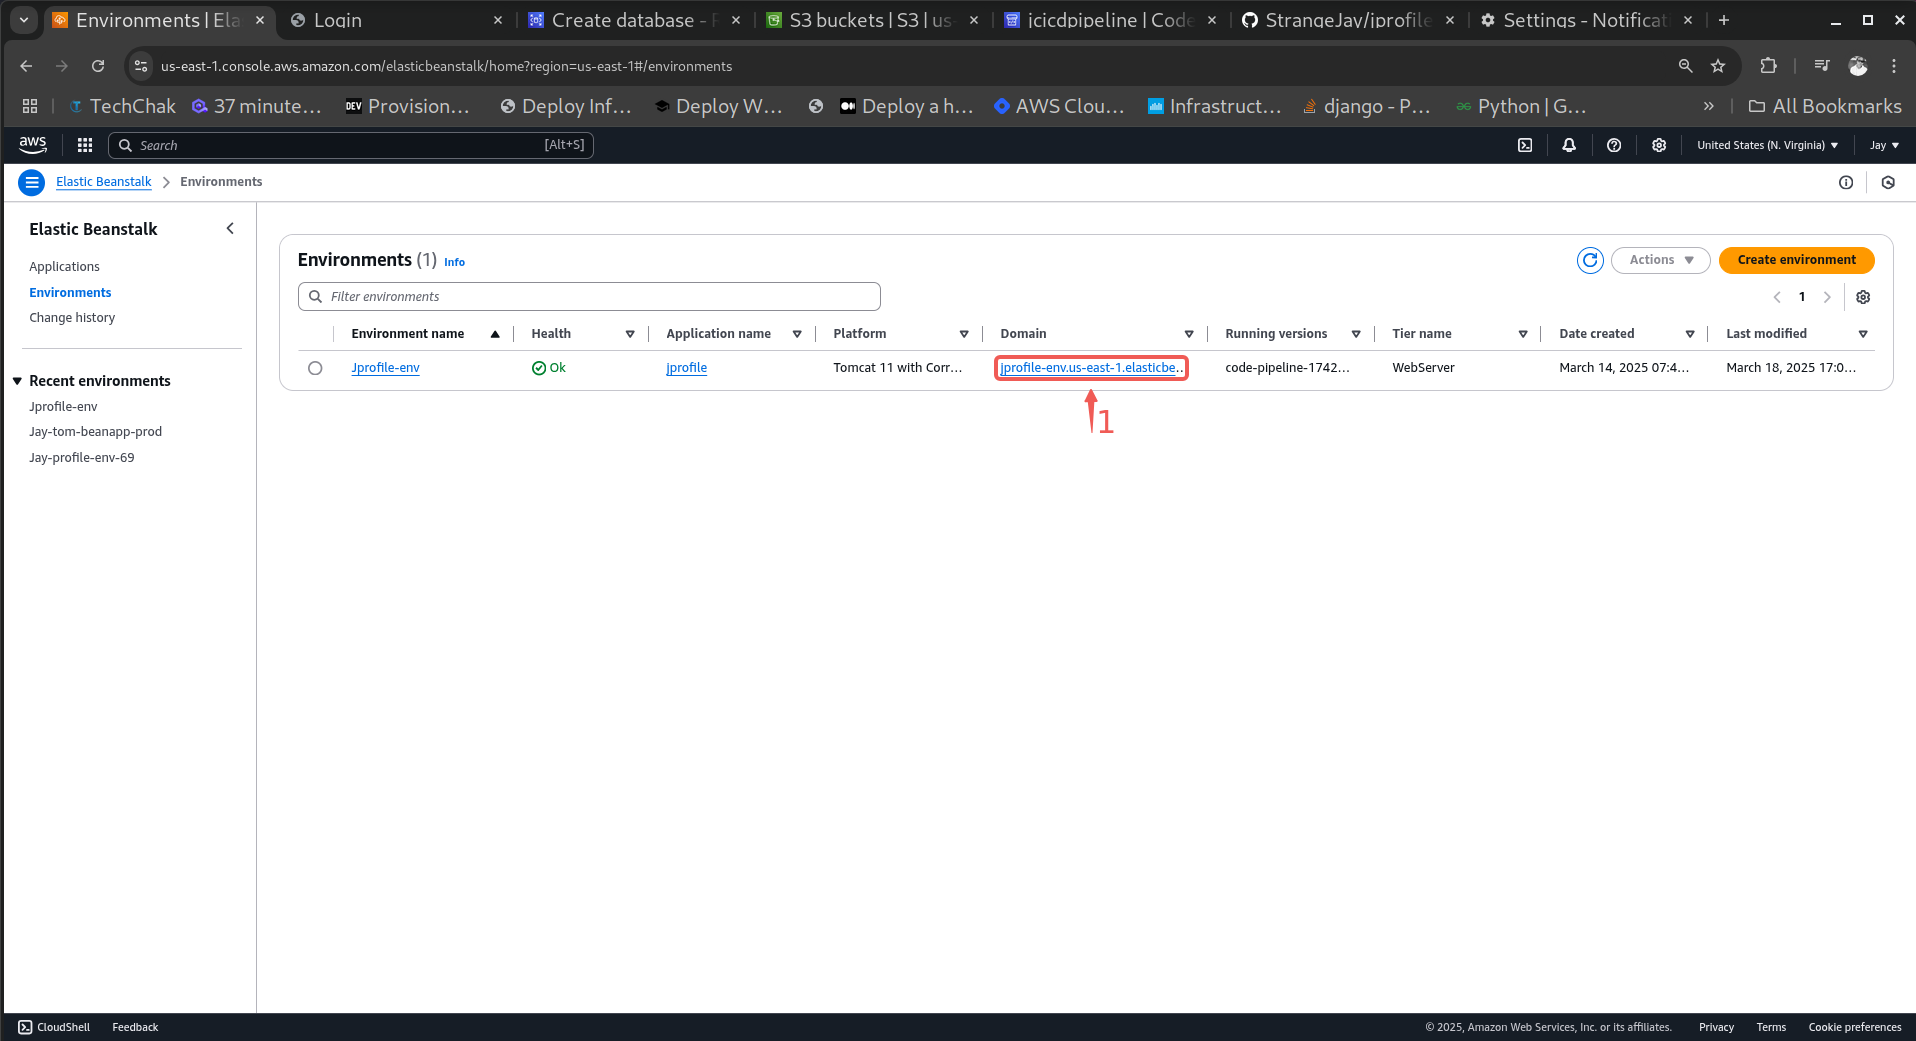 Environments | Ela
Login
Create database - R
S3 buckets | S3 | us-
jcicdpipeline | Code
StrangeJay/jprofile
Settings - Notificati
us-east-1.console.aws.amazon.com/elasticbeanstalk/home?region=us-east-1#/environments
TechChak
37 minute...
DEV Provision...
Deploy Inf...
Deploy W...
Deploy a h...
AWS Clou...
Infrastruct...
django - P...
Python | G...
» All Bookmarks
aws
Search [Alt+S]
United States (N. Virginia)
Jay
Elastic Beanstalk > Environments
Elastic Beanstalk
Applications
Environments
Change history
Recent environments
Jprofile-env
Jay-tom-beanapp-prod
Jay-profile-env-69
Environments (1) Info
Actions
Create environment
Filter environments
1
Environment name Health Application name Platform Domain Running versions Tier name Date created Last modified
Jprofile-env Ok jprofile Tomcat 11 with Corr... jprofile-env.us-east-1.elasticbe... code-pipeline-1742... WebServer March 14, 2025 07:4... March 18, 2025 17:0...
1
CloudShell Feedback © 2025, Amazon Web Services, Inc. or its affiliates. Privacy Terms Cookie preferences